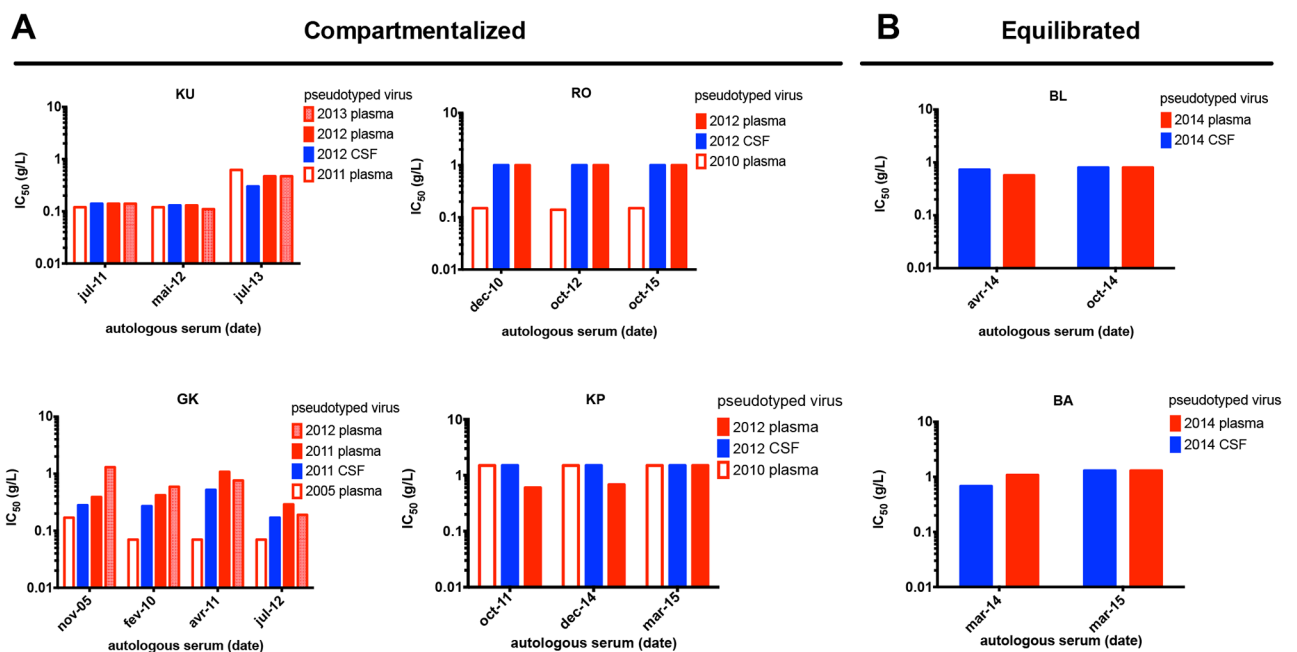 A
Compartmentalized
B
Equilibrated
KU
pseudotyped virus
2013 plasma
2012 plasma
2012 CSF
2011 plasma
IC50 (g/L)
10
1
0.1
0.01
jul-11
mai-12
jul-13
autologous serum (date)
RO
pseudotyped virus
2012 plasma
2012 CSF
2010 plasma
IC50 (g/L)
10
1
0.1
0.01
dec-10
oct-12
oct-15
autologous serum (date)
BL
pseudotyped virus
2014 plasma
2014 CSF
IC50 (g/L)
10
1
0.1
0.01
avr-14
oct-14
autologous serum (date)
GK
pseudotyped virus
2012 plasma
2011 plasma
2011 CSF
2005 plasma
IC50 (g/L)
10
1
0.1
0.01
nov-05
fev-10
avr-11
jul-12
autologous serum (date)
KP
pseudotyped virus
2012 plasma
2012 CSF
2010 plasma
IC50 (g/L)
10
1
0.1
0.01
oct-11
dec-14
mar-15
autologous serum (date)
BA
pseudotyped virus
2014 plasma
2014 CSF
IC50 (g/L)
10
1
0.1
0.01
mar-14
mar-15
autologous serum (date)